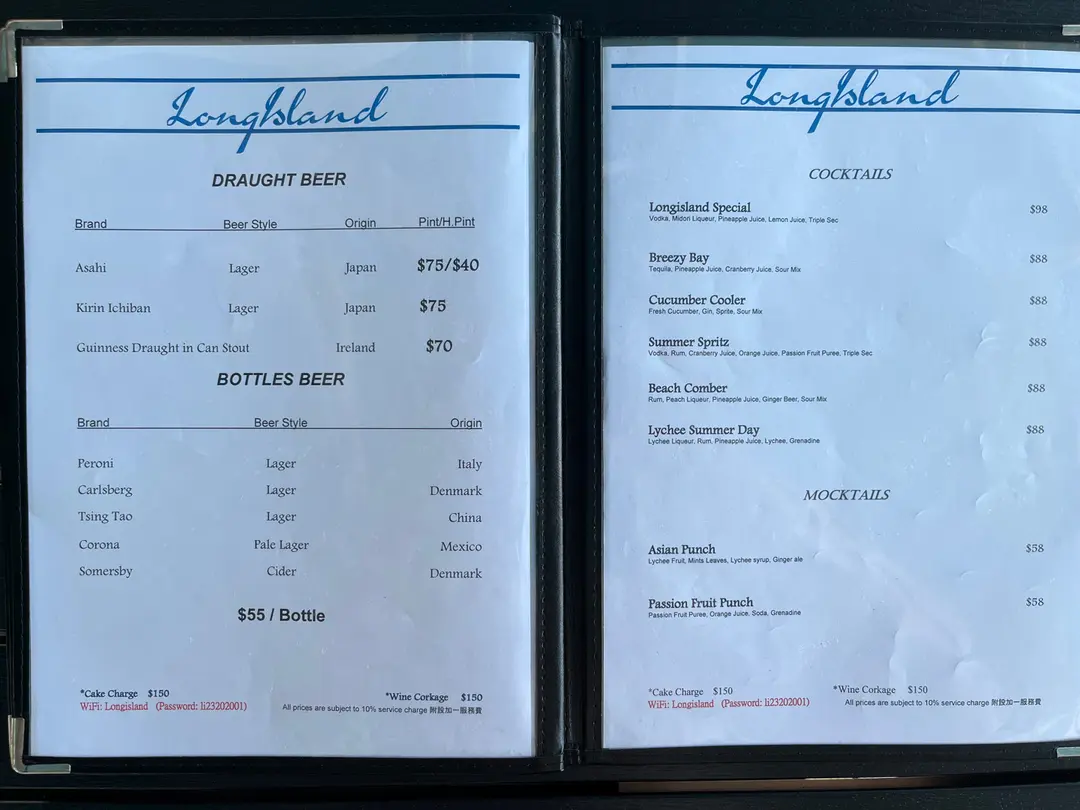 LongIsland
DRAUGHT BEER
Brand Beer Style Origin Pint/H.Pint
Asahi Lager Japan $75/$40
Kirin Ichiban Lager Japan $75
Guinness Draught in Can Stout Ireland $70
BOTTLES BEER
Brand Beer Style Origin
Peroni Lager Italy
Carlsberg Lager Denmark
Tsing Tao Lager China
Corona Pale Lager Mexico
Somersby Cider Denmark
$55 / Bottle
*Cake Charge $150 *Wine Corkage $150
WiFi: Longisland (Password: li23202001) All prices are subject to 10% service charge 附設加一服務費
LongIsland
COCKTAILS
Longisland Special $98
Vodka, Midori Liqueur, Pineapple Juice, Lemon Juice, Triple Sec
Breezy Bay $88
Tequila, Pineapple Juice, Cranberry Juice, Sour Mix
Cucumber Cooler $88
Fresh Cucumber, Gin, Sprite, Sour Mix
Summer Spritz $88
Vodka, Rum, Cranberry Juice, Orange Juice, Passion Fruit Puree, Triple Sec
Beach Comber $88
Rum, Peach Liqueur, Pineapple Juice, Ginger Beer, Sour Mix
Lychee Summer Day $88
Lychee Liqueur, Rum, Pineapple Juice, Lychee, Grenadine
MOCKTAILS
Asian Punch $58
Lychee Fruit, Mints Leaves, Lychee syrup, Ginger ale
Passion Fruit Punch $58
Passion Fruit Puree, Orange Juice, Soda, Grenadine
*Cake Charge $150 *Wine Corkage $150
WiFi: Longisland (Password: li23202001) All prices are subject to 10% service charge 附設加一服務費